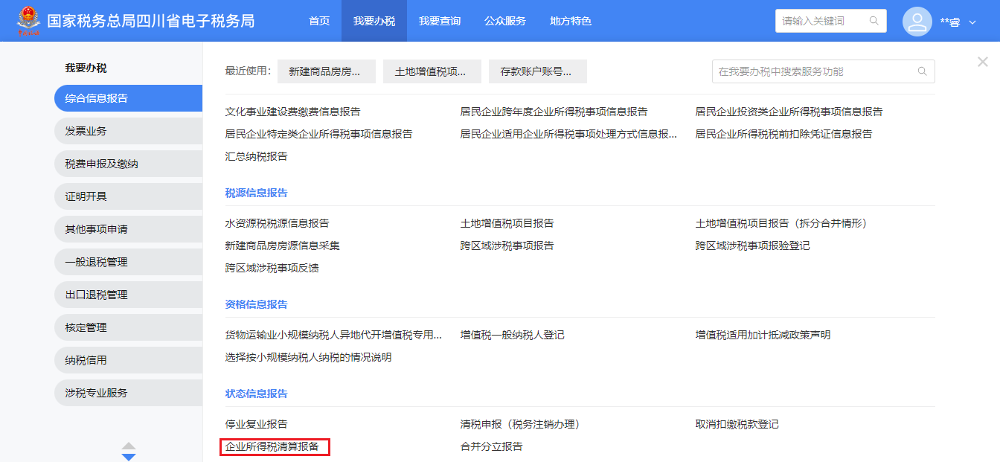 国家税务总局四川省电子税务局 首页 我要办税 我要查询 公众服务 地方特色 请输入关键词 **睿
我要办税
综合信息报告
发票业务
税费申报及缴纳
证明开具
其他事项申请
一般退税管理
出口退税管理
核定管理
纳税信用
涉税专业服务
最近使用： 新建商品房房... 土地增值税项... 存款账户账号... 在我要办税中搜索服务功能
文化事业建设费缴费信息报告 居民企业跨年度企业所得税事项信息报告 居民企业投资类企业所得税事项信息报告
居民企业特定类企业所得税事项信息报告 居民企业适用企业所得税事项处理方式信息报... 居民企业所得税税前扣除凭证信息报告
汇总纳税报告
税源信息报告
水资源税税源信息报告 土地增值税项目报告 土地增值税项目报告（拆分合并情形）
新建商品房房源信息采集 跨区域涉税事项报告 跨区域涉税事项报验登记
跨区域涉税事项反馈
资格信息报告
货物运输业小规模纳税人异地代开增值税专用... 增值税一般纳税人登记 增值税适用加计抵减政策声明
选择按小规模纳税人纳税的情况说明
状态信息报告
停业复业报告 清税申报（税务注销办理） 取消扣缴税款登记
企业所得税清算报备 合并分立报告